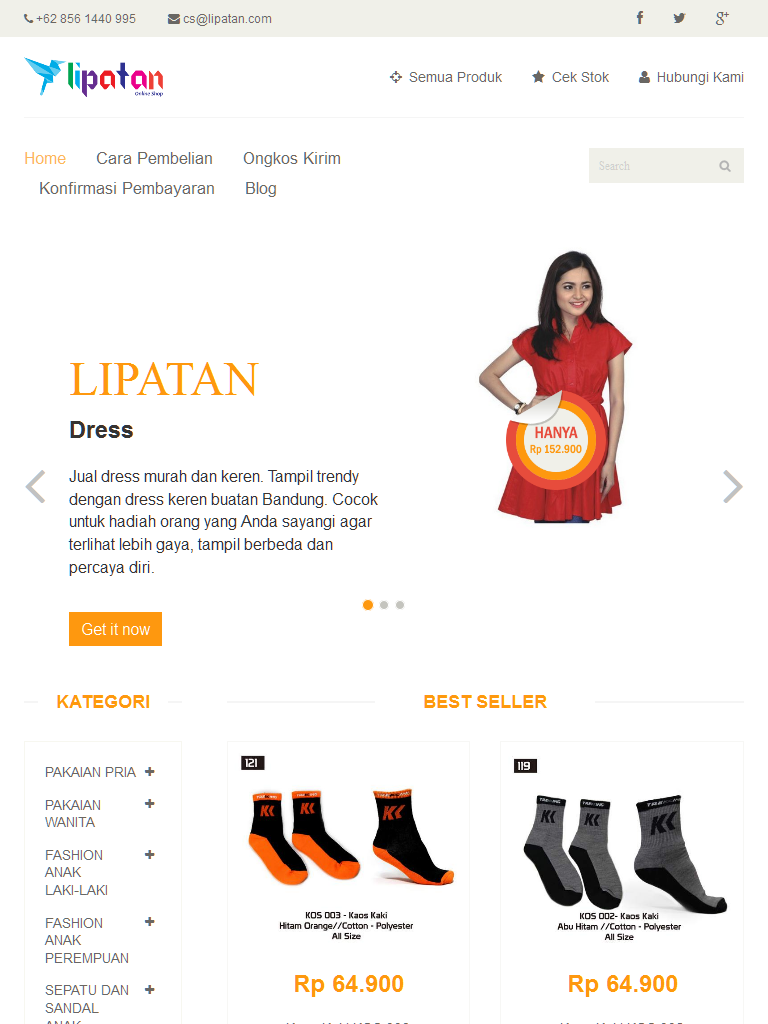 +62 856 1440 995
cs@lipatan.com
lipatan
Online Shop
Semua Produk
Cek Stok
Hubungi Kami
Home
Cara Pembelian
Ongkos Kirim
Konfirmasi Pembayaran
Blog
Search
LIPATAN
Dress
Jual dress murah dan keren. Tampil trendy
dengan dress keren buatan Bandung. Cocok
untuk hadiah orang yang Anda sayangi agar
terlihat lebih gaya, tampil berbeda dan
percaya diri.
Get it now
HANYA
Rp 152.900
KATEGORI
PAKAIAN PRIA
PAKAIAN
WANITA
FASHION
ANAK
LAKI-LAKI
FASHION
ANAK
PEREMPUAN
SEPATU DAN
SANDAL
ANAK
BEST SELLER
121
KOS 003 - Kaos Kaki
Hitam Orange//Cotton - Polyester
All Size
Rp 64.900
119
KOS 002- Kaos Kaki
Abu Hitam //Cotton - Polyester
All Size
Rp 64.900